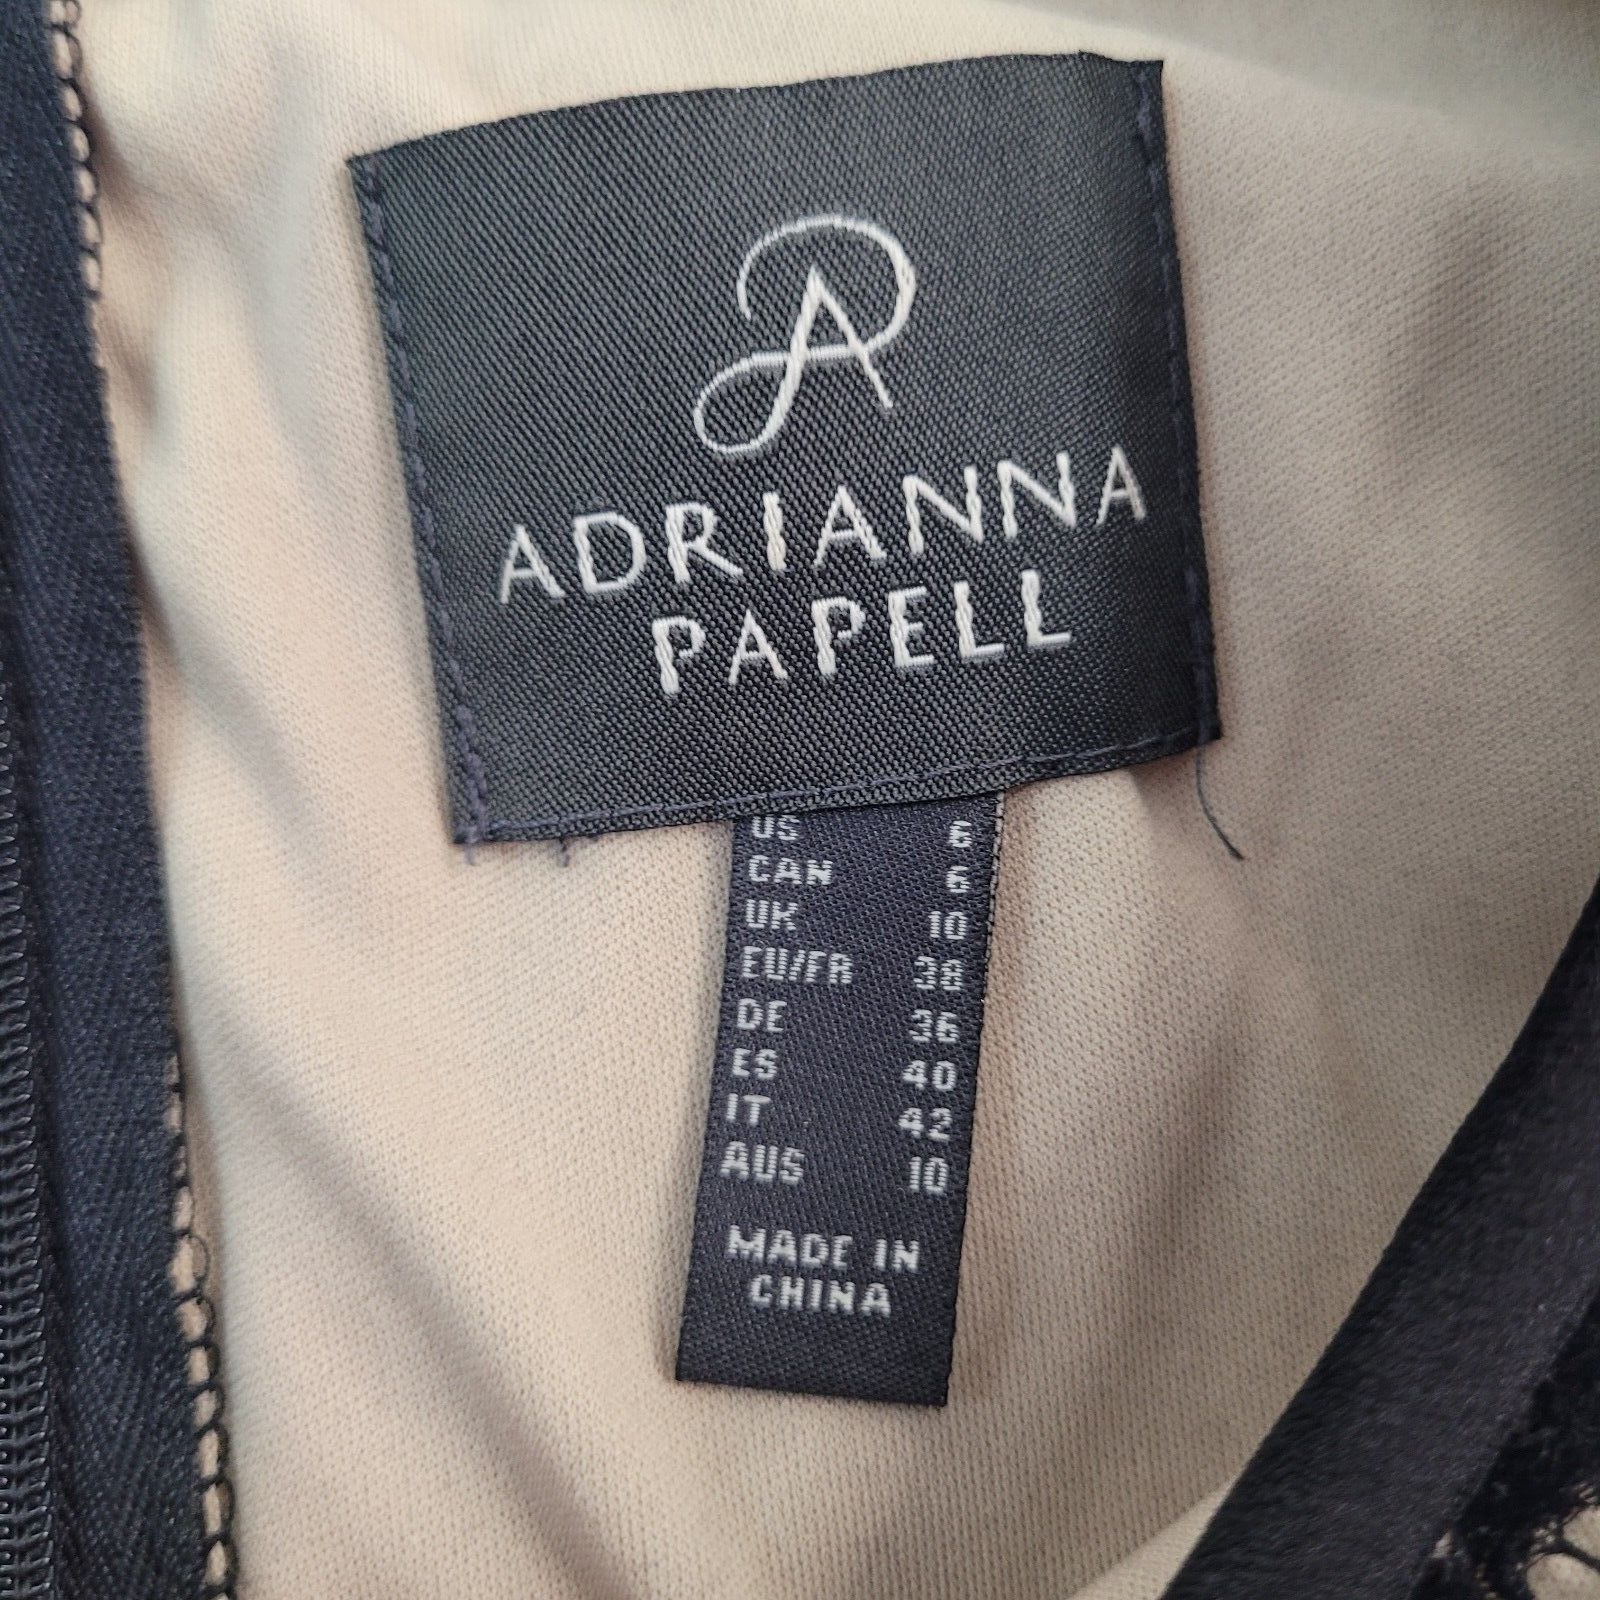 AP
ADRIANNA
PAPELL
US 6
CAN 6
UK 10
EU/FR 38
DE 36
ES 40
IT 42
AUS 10
MADE IN
CHINA